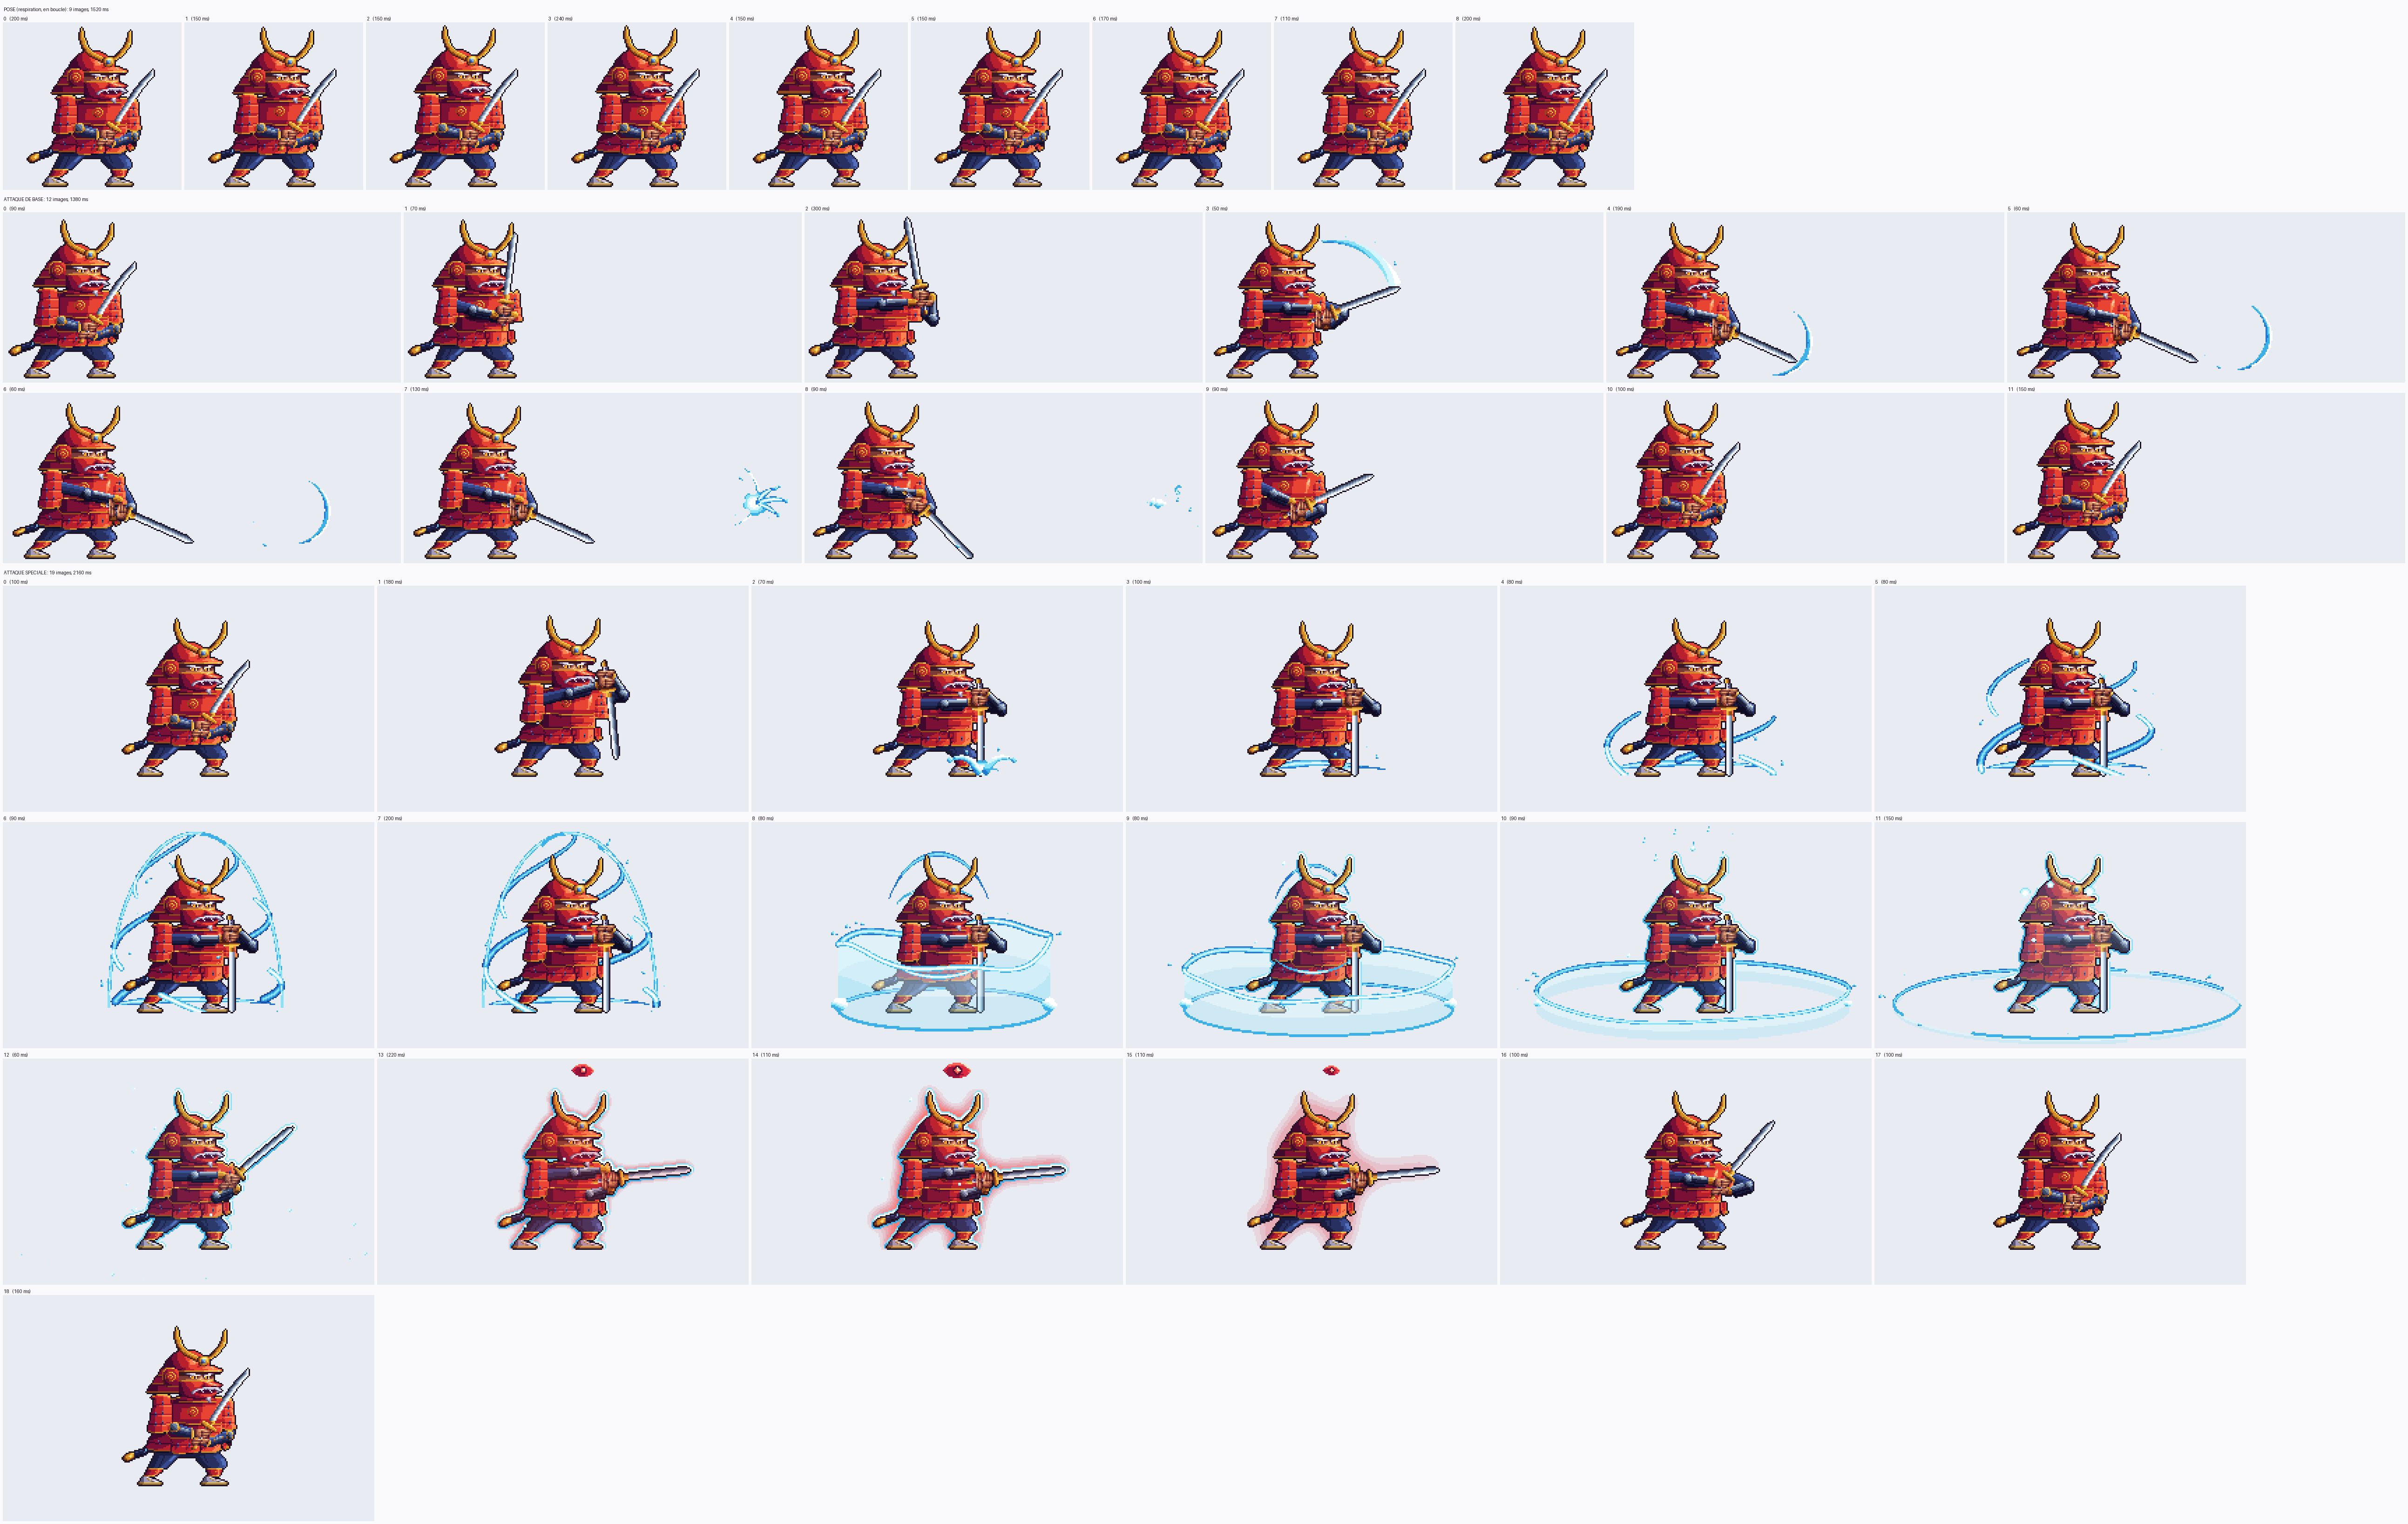 POSE (respiration, en boucle) : 9 images, 1520 ms
0 (200 ms) 1 (150 ms) 2 (150 ms) 3 (240 ms) 4 (150 ms) 5 (150 ms) 6 (170 ms) 7 (110 ms) 8 (200 ms)
ATTAQUE DE BASE : 12 images, 1380 ms
0 (90 ms) 1 (70 ms) 2 (300 ms) 3 (50 ms) 4 (190 ms) 5 (60 ms)
6 (60 ms) 7 (130 ms) 8 (90 ms) 9 (90 ms) 10 (100 ms) 11 (150 ms)
ATTAQUE SPECIALE : 19 images, 2160 ms
0 (100 ms) 1 (180 ms) 2 (70 ms) 3 (100 ms) 4 (80 ms) 5 (80 ms)
6 (90 ms) 7 (200 ms) 8 (80 ms) 9 (80 ms) 10 (90 ms) 11 (150 ms)
12 (60 ms) 13 (220 ms) 14 (110 ms) 15 (110 ms) 16 (100 ms) 17 (100 ms)
18 (160 ms)